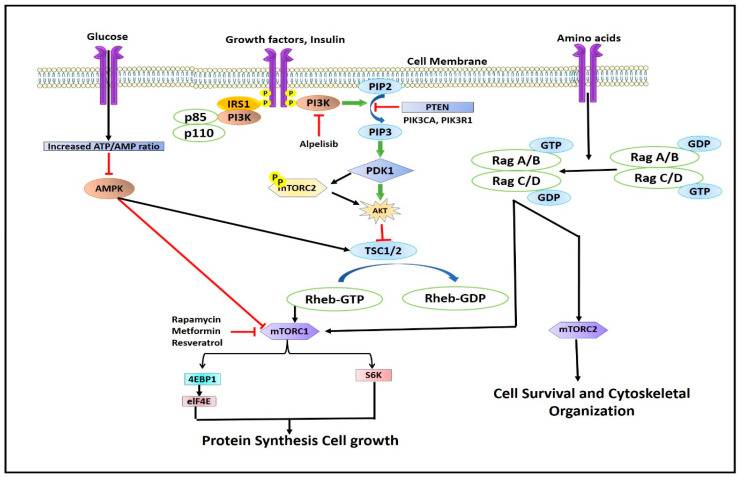 Glucose
Growth factors, Insulin
Amino acids
Cell Membrane
PIP2
IRS1
P
P
P
P
PI3K
p85
PI3K
p110
PTEN
PIK3CA, PIK3R1
PIP3
Alpelisib
Increased ATP/AMP ratio
GTP
Rag A/B
Rag C/D
GDP
GDP
Rag A/B
Rag C/D
GTP
AMPK
P
P
mTORC2
PDK1
AKT
TSC1/2
Rheb-GTP
Rheb-GDP
Rapamycin
Metformin
Resveratrol
mTORC1
mTORC2
4EBP1
S6K
eIF4E
Cell Survival and Cytoskeletal
Organization
Protein Synthesis Cell growth